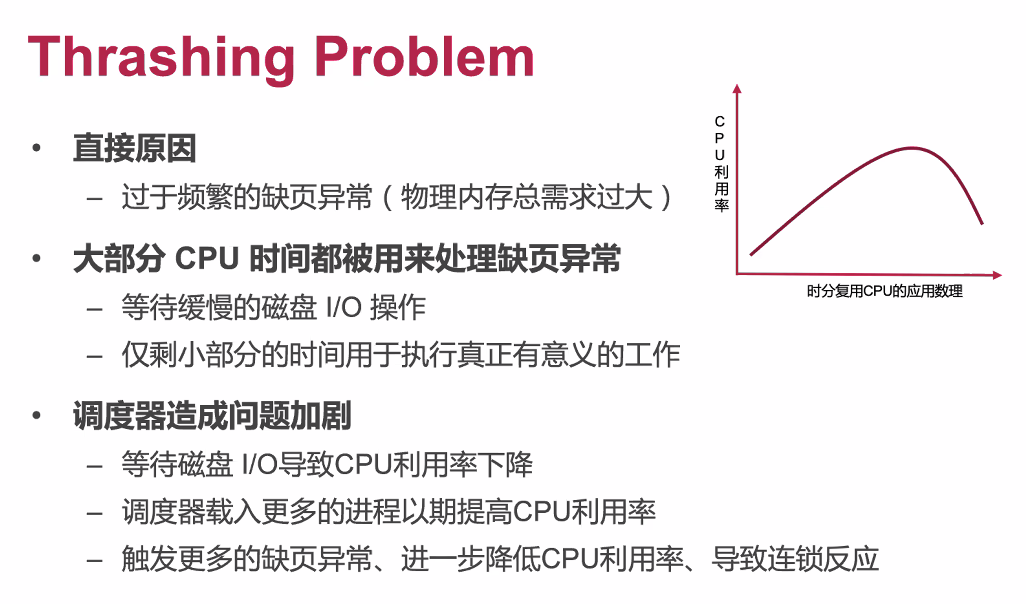 Thrashing Problem
• 直接原因
– 过于频繁的缺页异常（物理内存总需求过大）
• 大部分 CPU 时间都被用来处理缺页异常
– 等待缓慢的磁盘 I/O 操作
– 仅剩小部分的时间用于执行真正有意义的工作
• 调度器造成问题加剧
– 等待磁盘 I/O导致CPU利用率下降
– 调度器载入更多的进程以期提高CPU利用率
– 触发更多的缺页异常、进一步降低CPU利用率、导致连锁反应
CPU利用率
时分复用CPU的应用数理